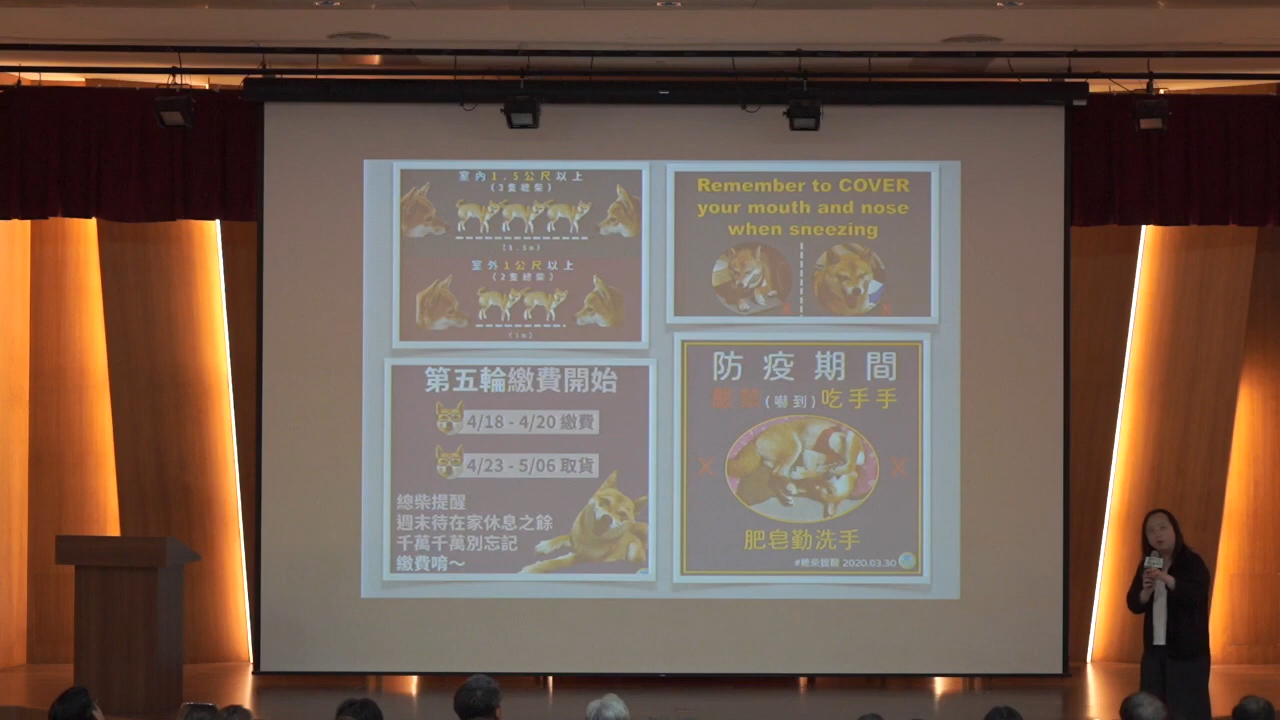 室內1.5公尺以上
(3隻總柴)
(1.5m)
室外1公尺以上
(2隻總柴)
(1m)
Remember to COVER
your mouth and nose
when sneezing
第五輪繳費開始
4/18 - 4/20 繳費
4/23 - 5/06 取貨
總柴提醒
週末待在家休息之餘
千萬千萬別忘記
繳費唷～
防疫期間
(嚇到)吃手手
肥皂勤洗手
#總柴提醒 2020.03.30